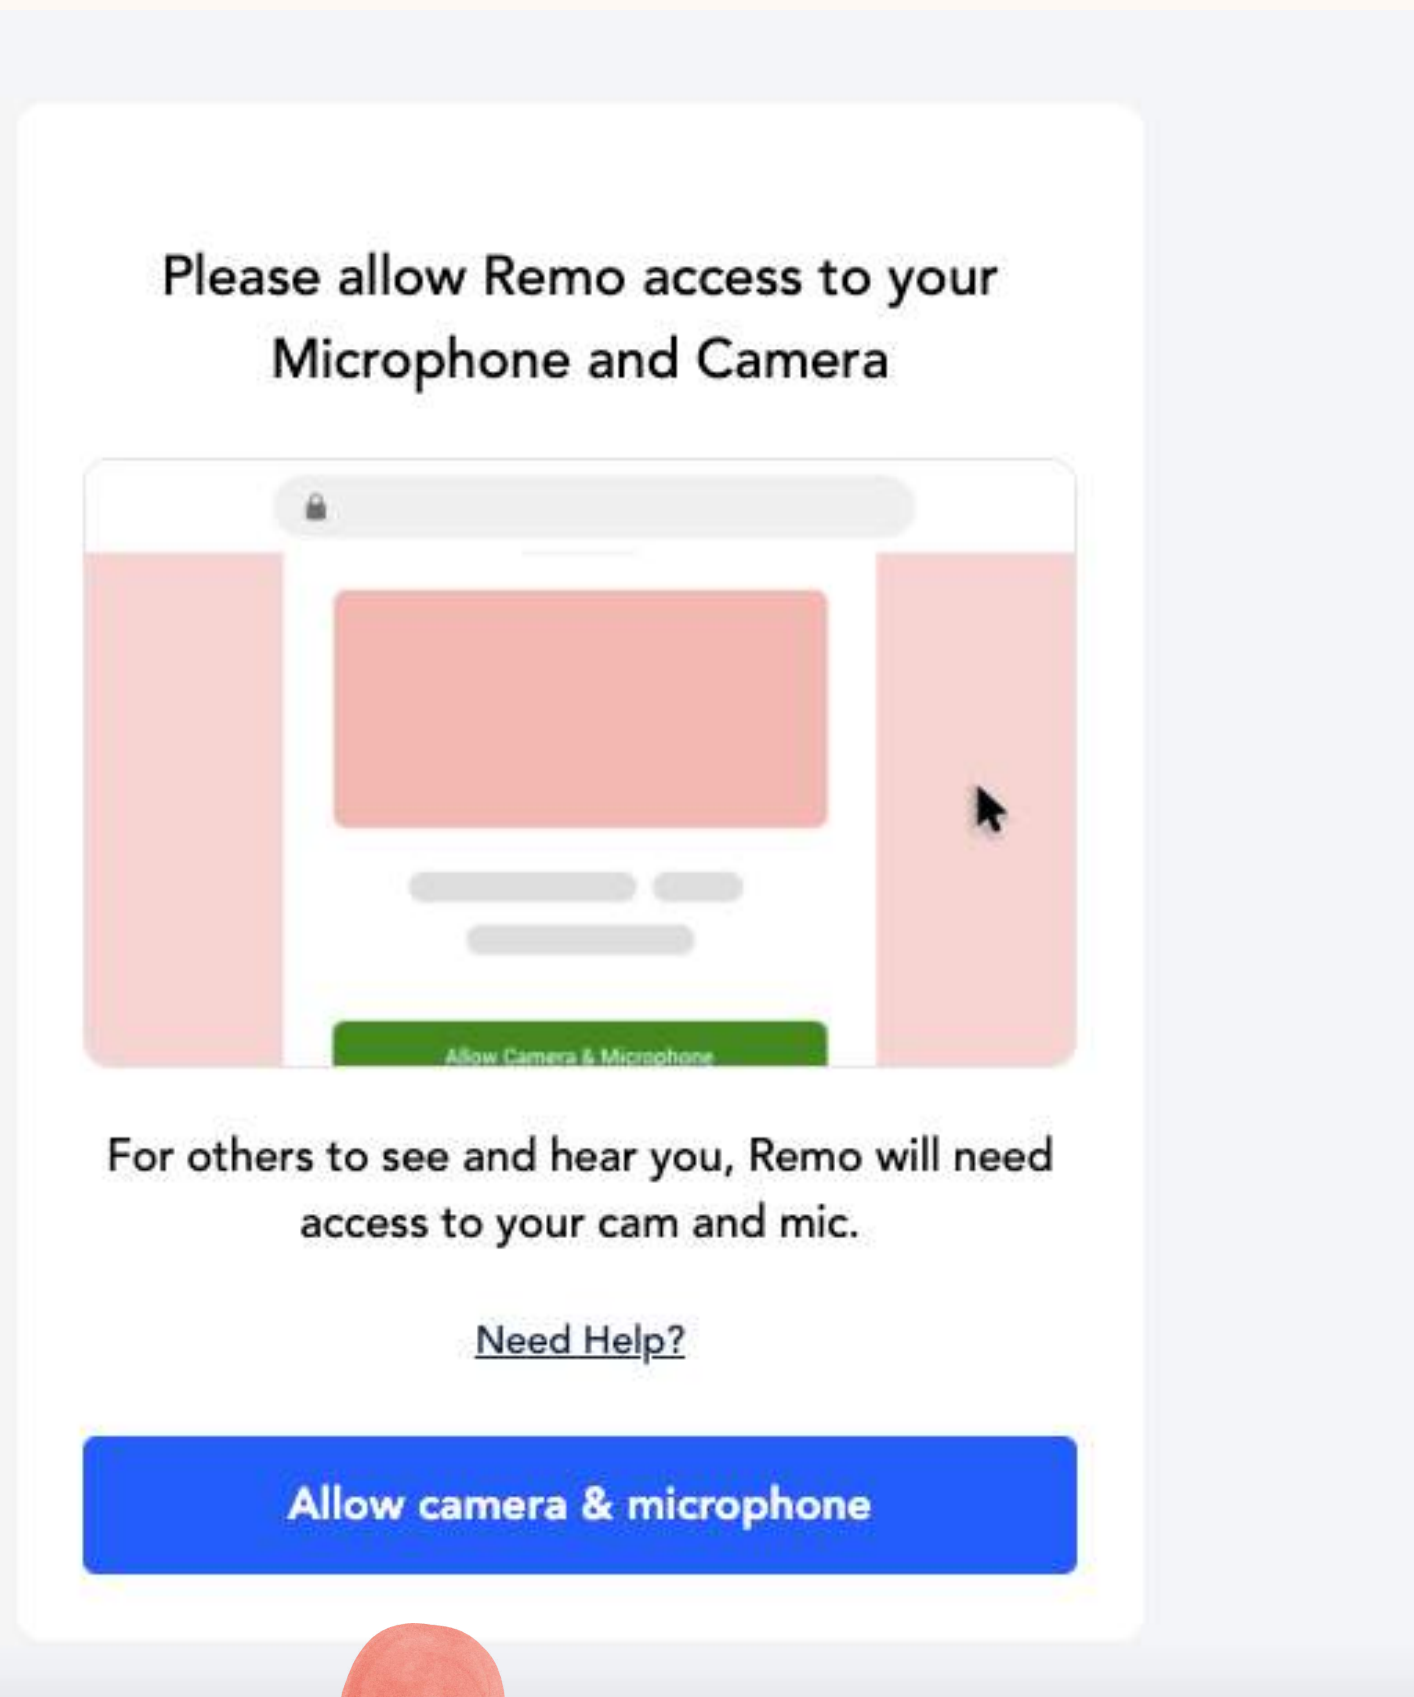 Please allow Remo access to your
Microphone and Camera
Allow Camera & Microphone
For others to see and hear you, Remo will need
access to your cam and mic.
Need Help?
Allow camera & microphone